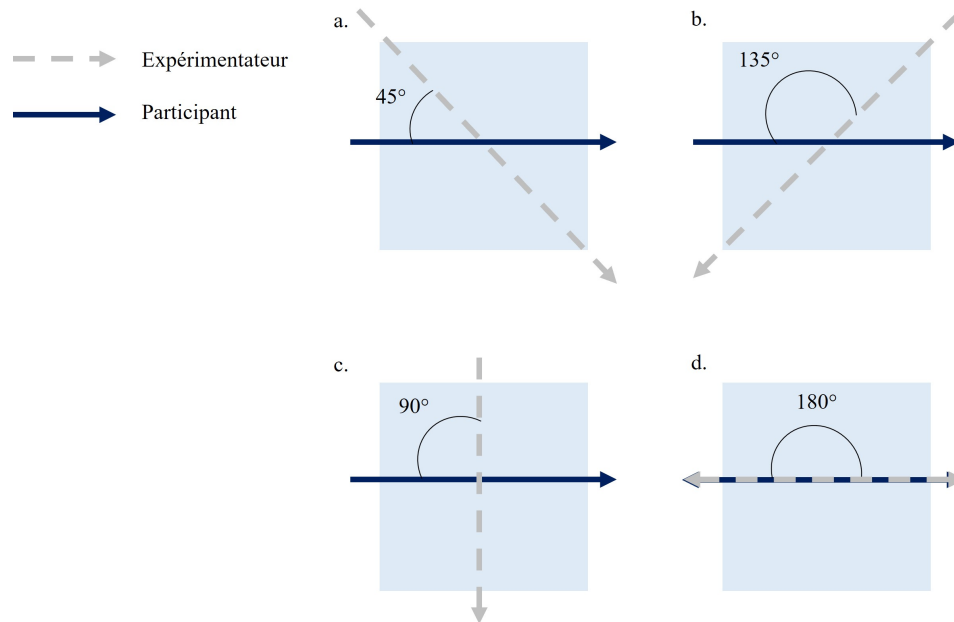 Expérimentateur
Participant
a.
45°
b.
135°
c.
90°
d.
180°